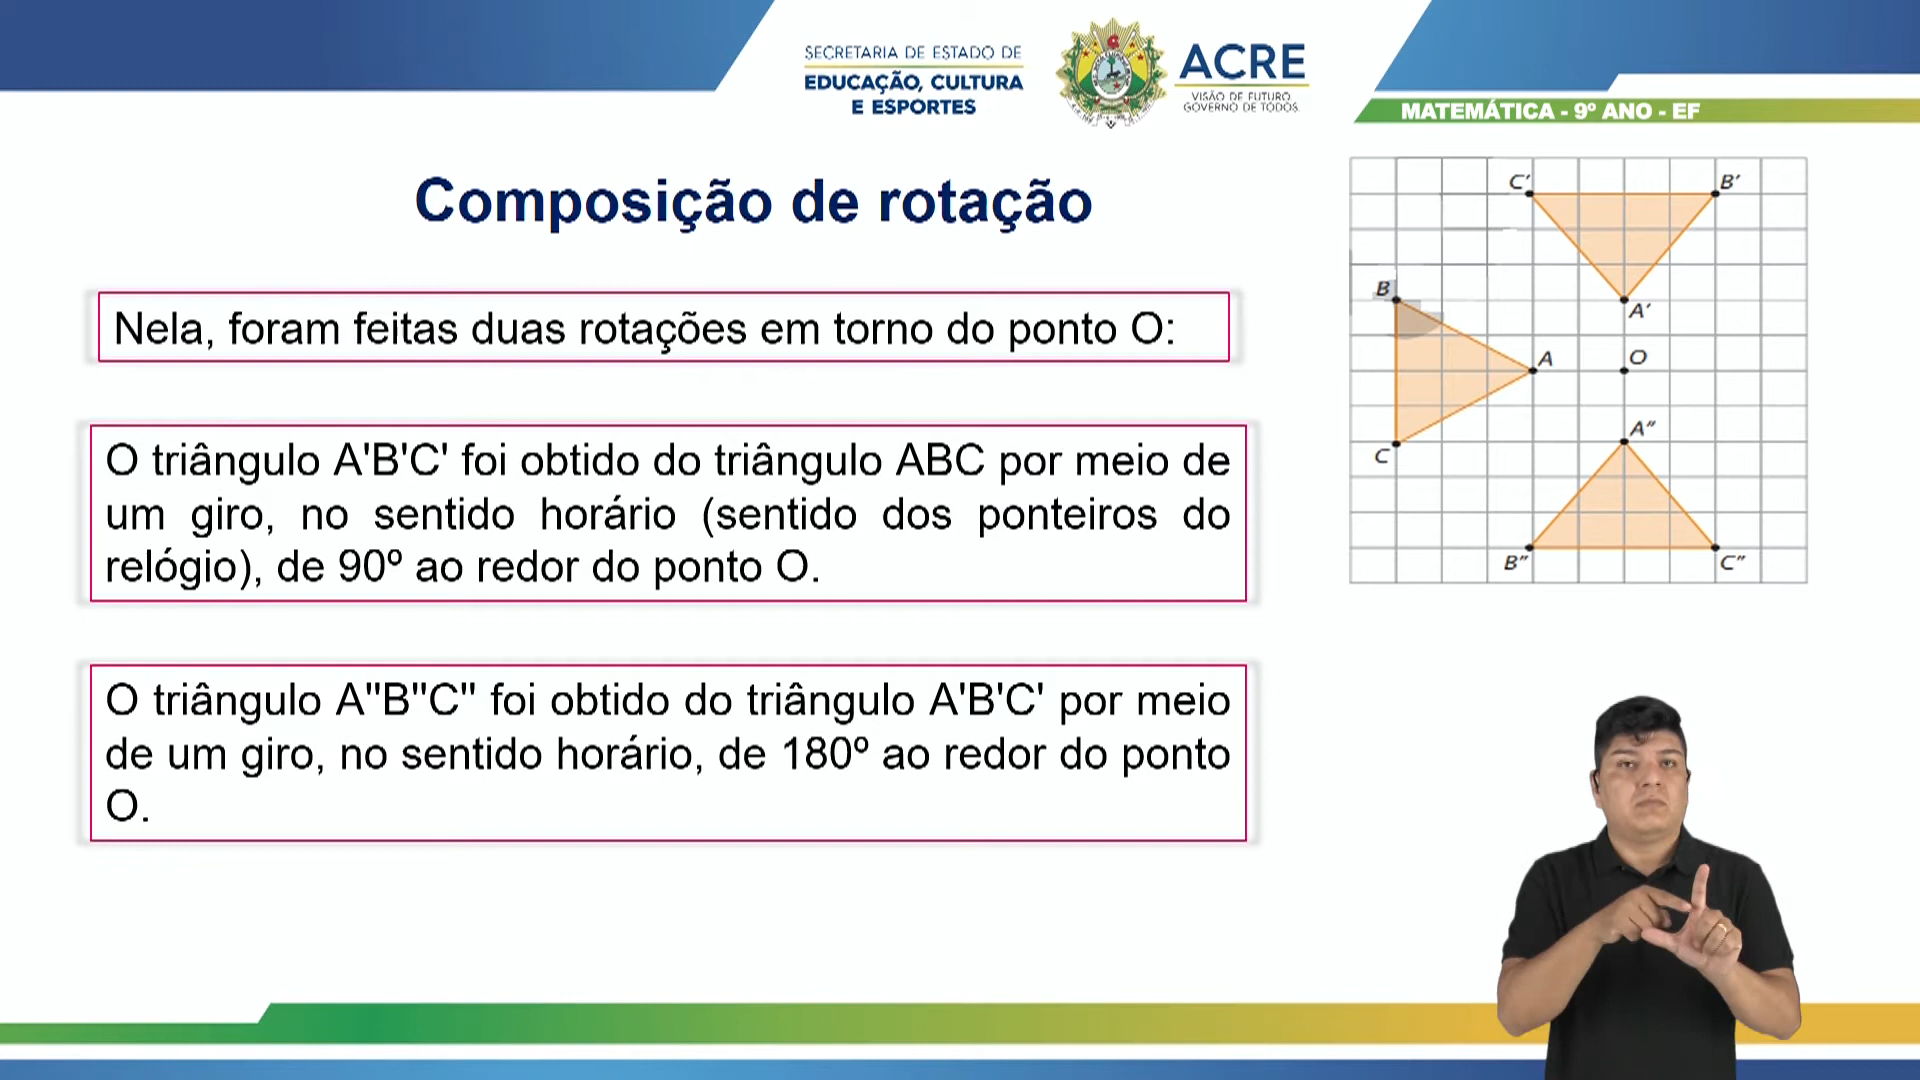 SECRETARIA DE ESTADO DE
EDUCAÇÃO, CULTURA
E ESPORTES
ACRE
VISÃO DE FUTURO
GOVERNO DE TODOS
MATEMÁTICA - 9º ANO - EF
Composição de rotação
Nela, foram feitas duas rotações em torno do ponto O:
O triângulo A'B'C' foi obtido do triângulo ABC por meio de
um giro, no sentido horário (sentido dos ponteiros do
relógio), de 90º ao redor do ponto O.
O triângulo A"B"C" foi obtido do triângulo A'B'C' por meio
de um giro, no sentido horário, de 180º ao redor do ponto
O.
C′ B′
B
A′
A O
A″
C
B″ C″